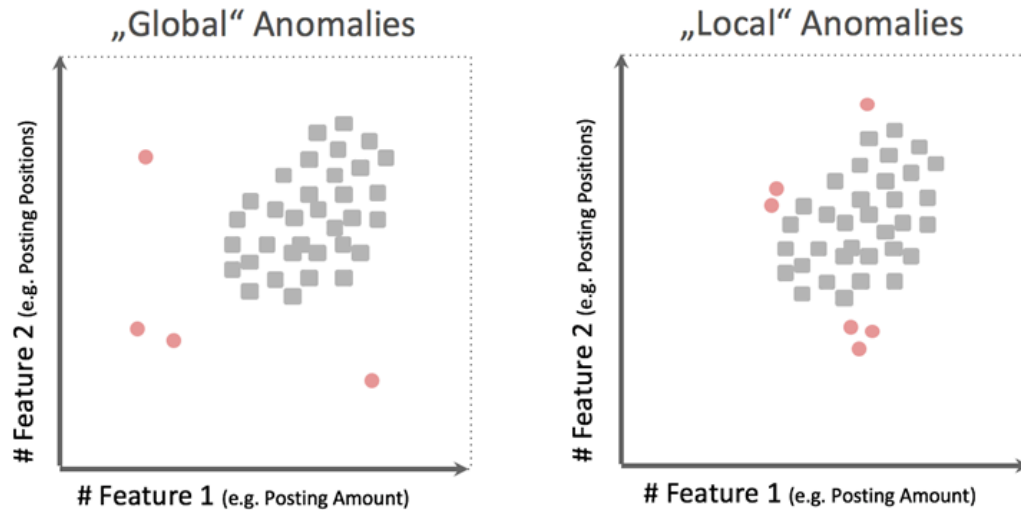 „Global“ Anomalies
# Feature 2 (e.g. Posting Positions)
# Feature 1 (e.g. Posting Amount)
„Local“ Anomalies
# Feature 2 (e.g. Posting Positions)
# Feature 1 (e.g. Posting Amount)